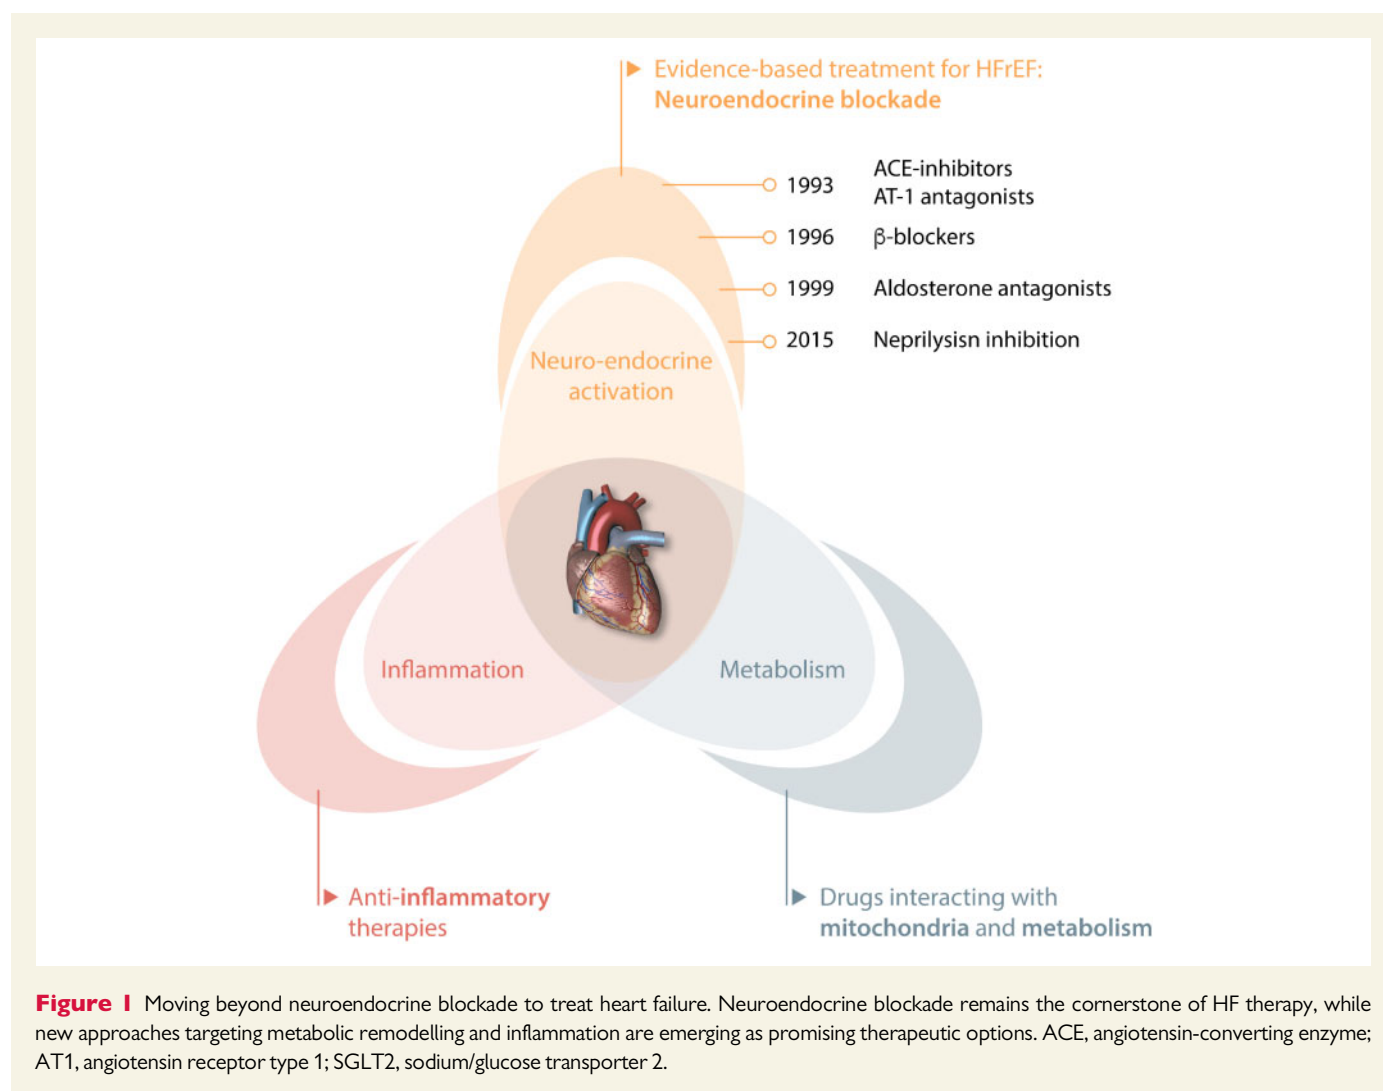 Evidence-based treatment for HFrEF:
Neuroendocrine blockade
1993 ACE-inhibitors
AT-1 antagonists
1996 β-blockers
1999 Aldosterone antagonists
2015 Neprilysisn inhibition
Neuro-endocrine
activation
Inflammation
Metabolism
Anti-inflammatory
therapies
Drugs interacting with
mitochondria and metabolism
Figure 1 Moving beyond neuroendocrine blockade to treat heart failure. Neuroendocrine blockade remains the cornerstone of HF therapy, while
new approaches targeting metabolic remodelling and inflammation are emerging as promising therapeutic options. ACE, angiotensin-converting enzyme;
AT1, angiotensin receptor type 1; SGLT2, sodium/glucose transporter 2.